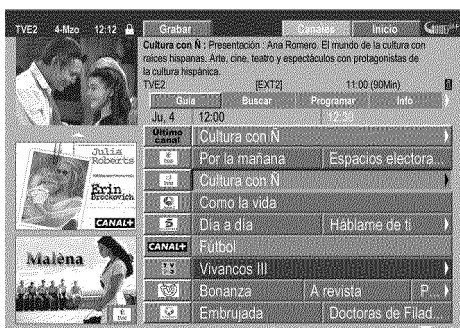 TVE2 4-Mzo 12:12
Grabar Canales Inicio
Cultura con Ñ : Presentación : Ana Romero. El mundo de la cultura con
raíces hispanas. Arte, cine, teatro y espectáculos con protagonistas de
la cultura hispánica.
TVE2 [EXT2] 11:00 (90Min)
Guía Buscar Programar Info
Ju, 4 12:00 12:30
Último
canal
Cultura con Ñ
Por la mañana Espacios electora...
Cultura con Ñ
Como la vida
5 Día a día Háblame de ti
CANAL+ Fútbol
Vivancos III
Bonanza A revista P...
Embrujada Doctoras de Filad...
Julia
Roberts
Erin
Brockovich
CANAL+
Malèna